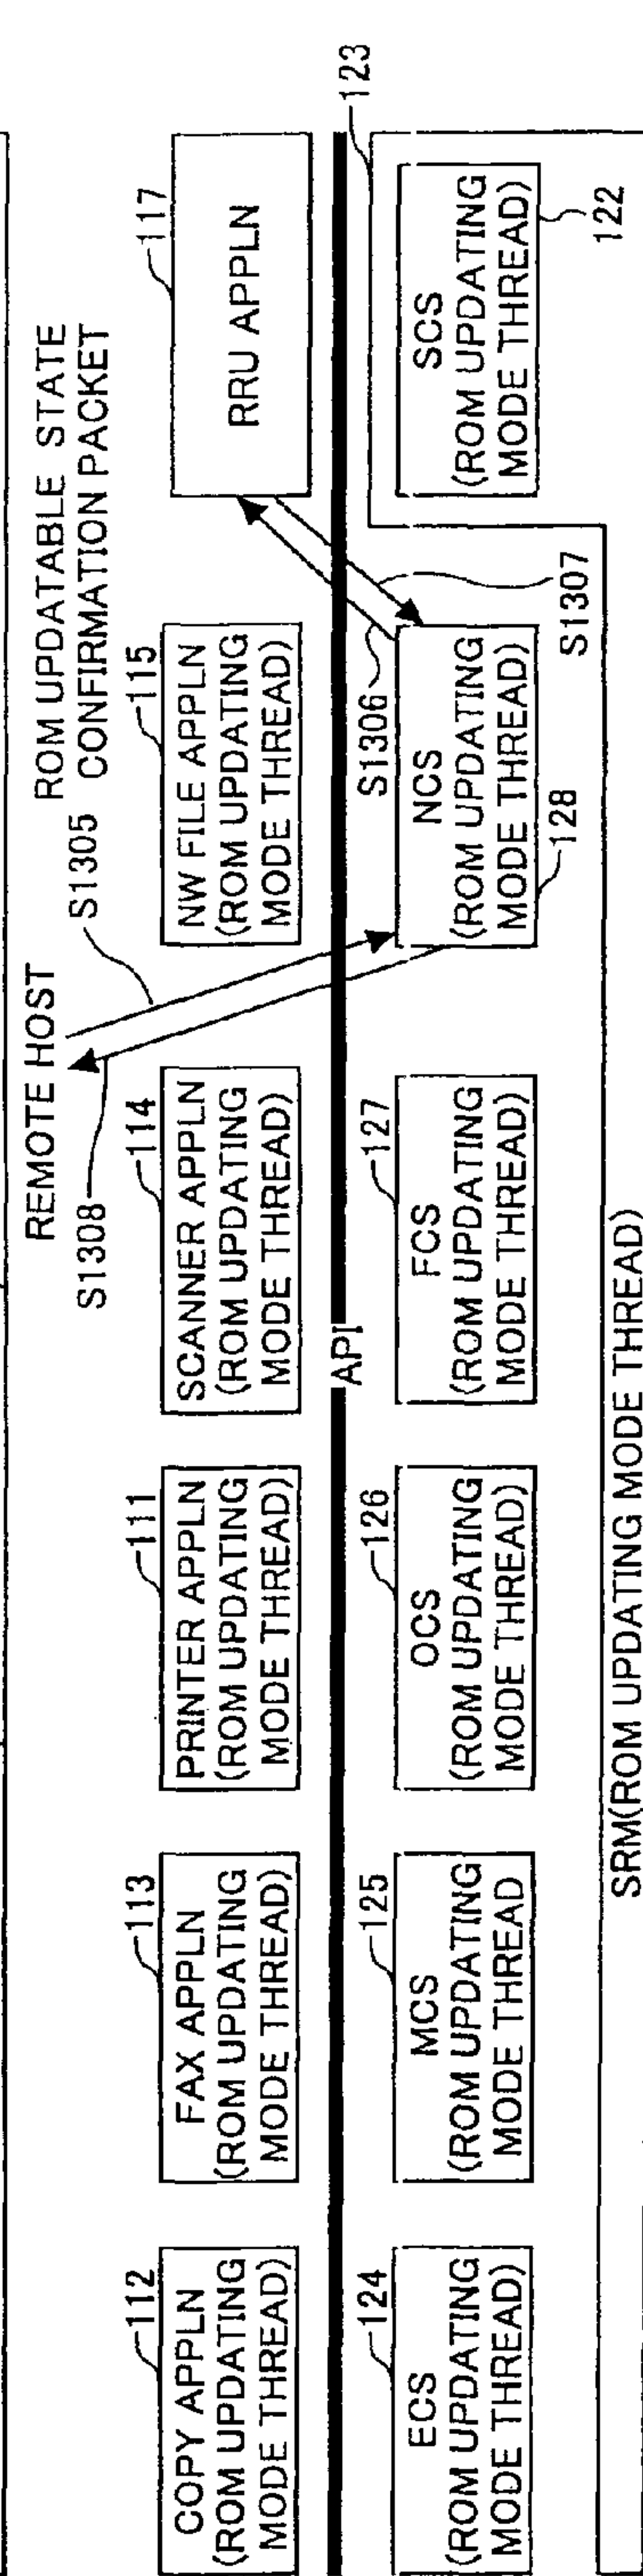 REMOTE HOST
S1305
S1308
ROM UPDATABLE STATE
CONFIRMATION PACKET
112
COPY APPLN
(ROM UPDATING
MODE THREAD)
113
FAX APPLN
(ROM UPDATING
MODE THREAD)
111
PRINTER APPLN
(ROM UPDATING
MODE THREAD)
114
SCANNER APPLN
(ROM UPDATING
MODE THREAD)
115
NW FILE APPLN
(ROM UPDATING
MODE THREAD)
117
RRU APPLN
API
S1306
S1307
123
124
ECS
(ROM UPDATING
MODE THREAD)
125
MCS
(ROM UPDATING
MODE THREAD
126
OCS
(ROM UPDATING
MODE THREAD)
127
FCS
(ROM UPDATING
MODE THREAD)
NCS
(ROM UPDATING
MODE THREAD)
128
SCS
(ROM UPDATING
MODE THREAD)
122
SRM(ROM UPDATING MODE THREAD)